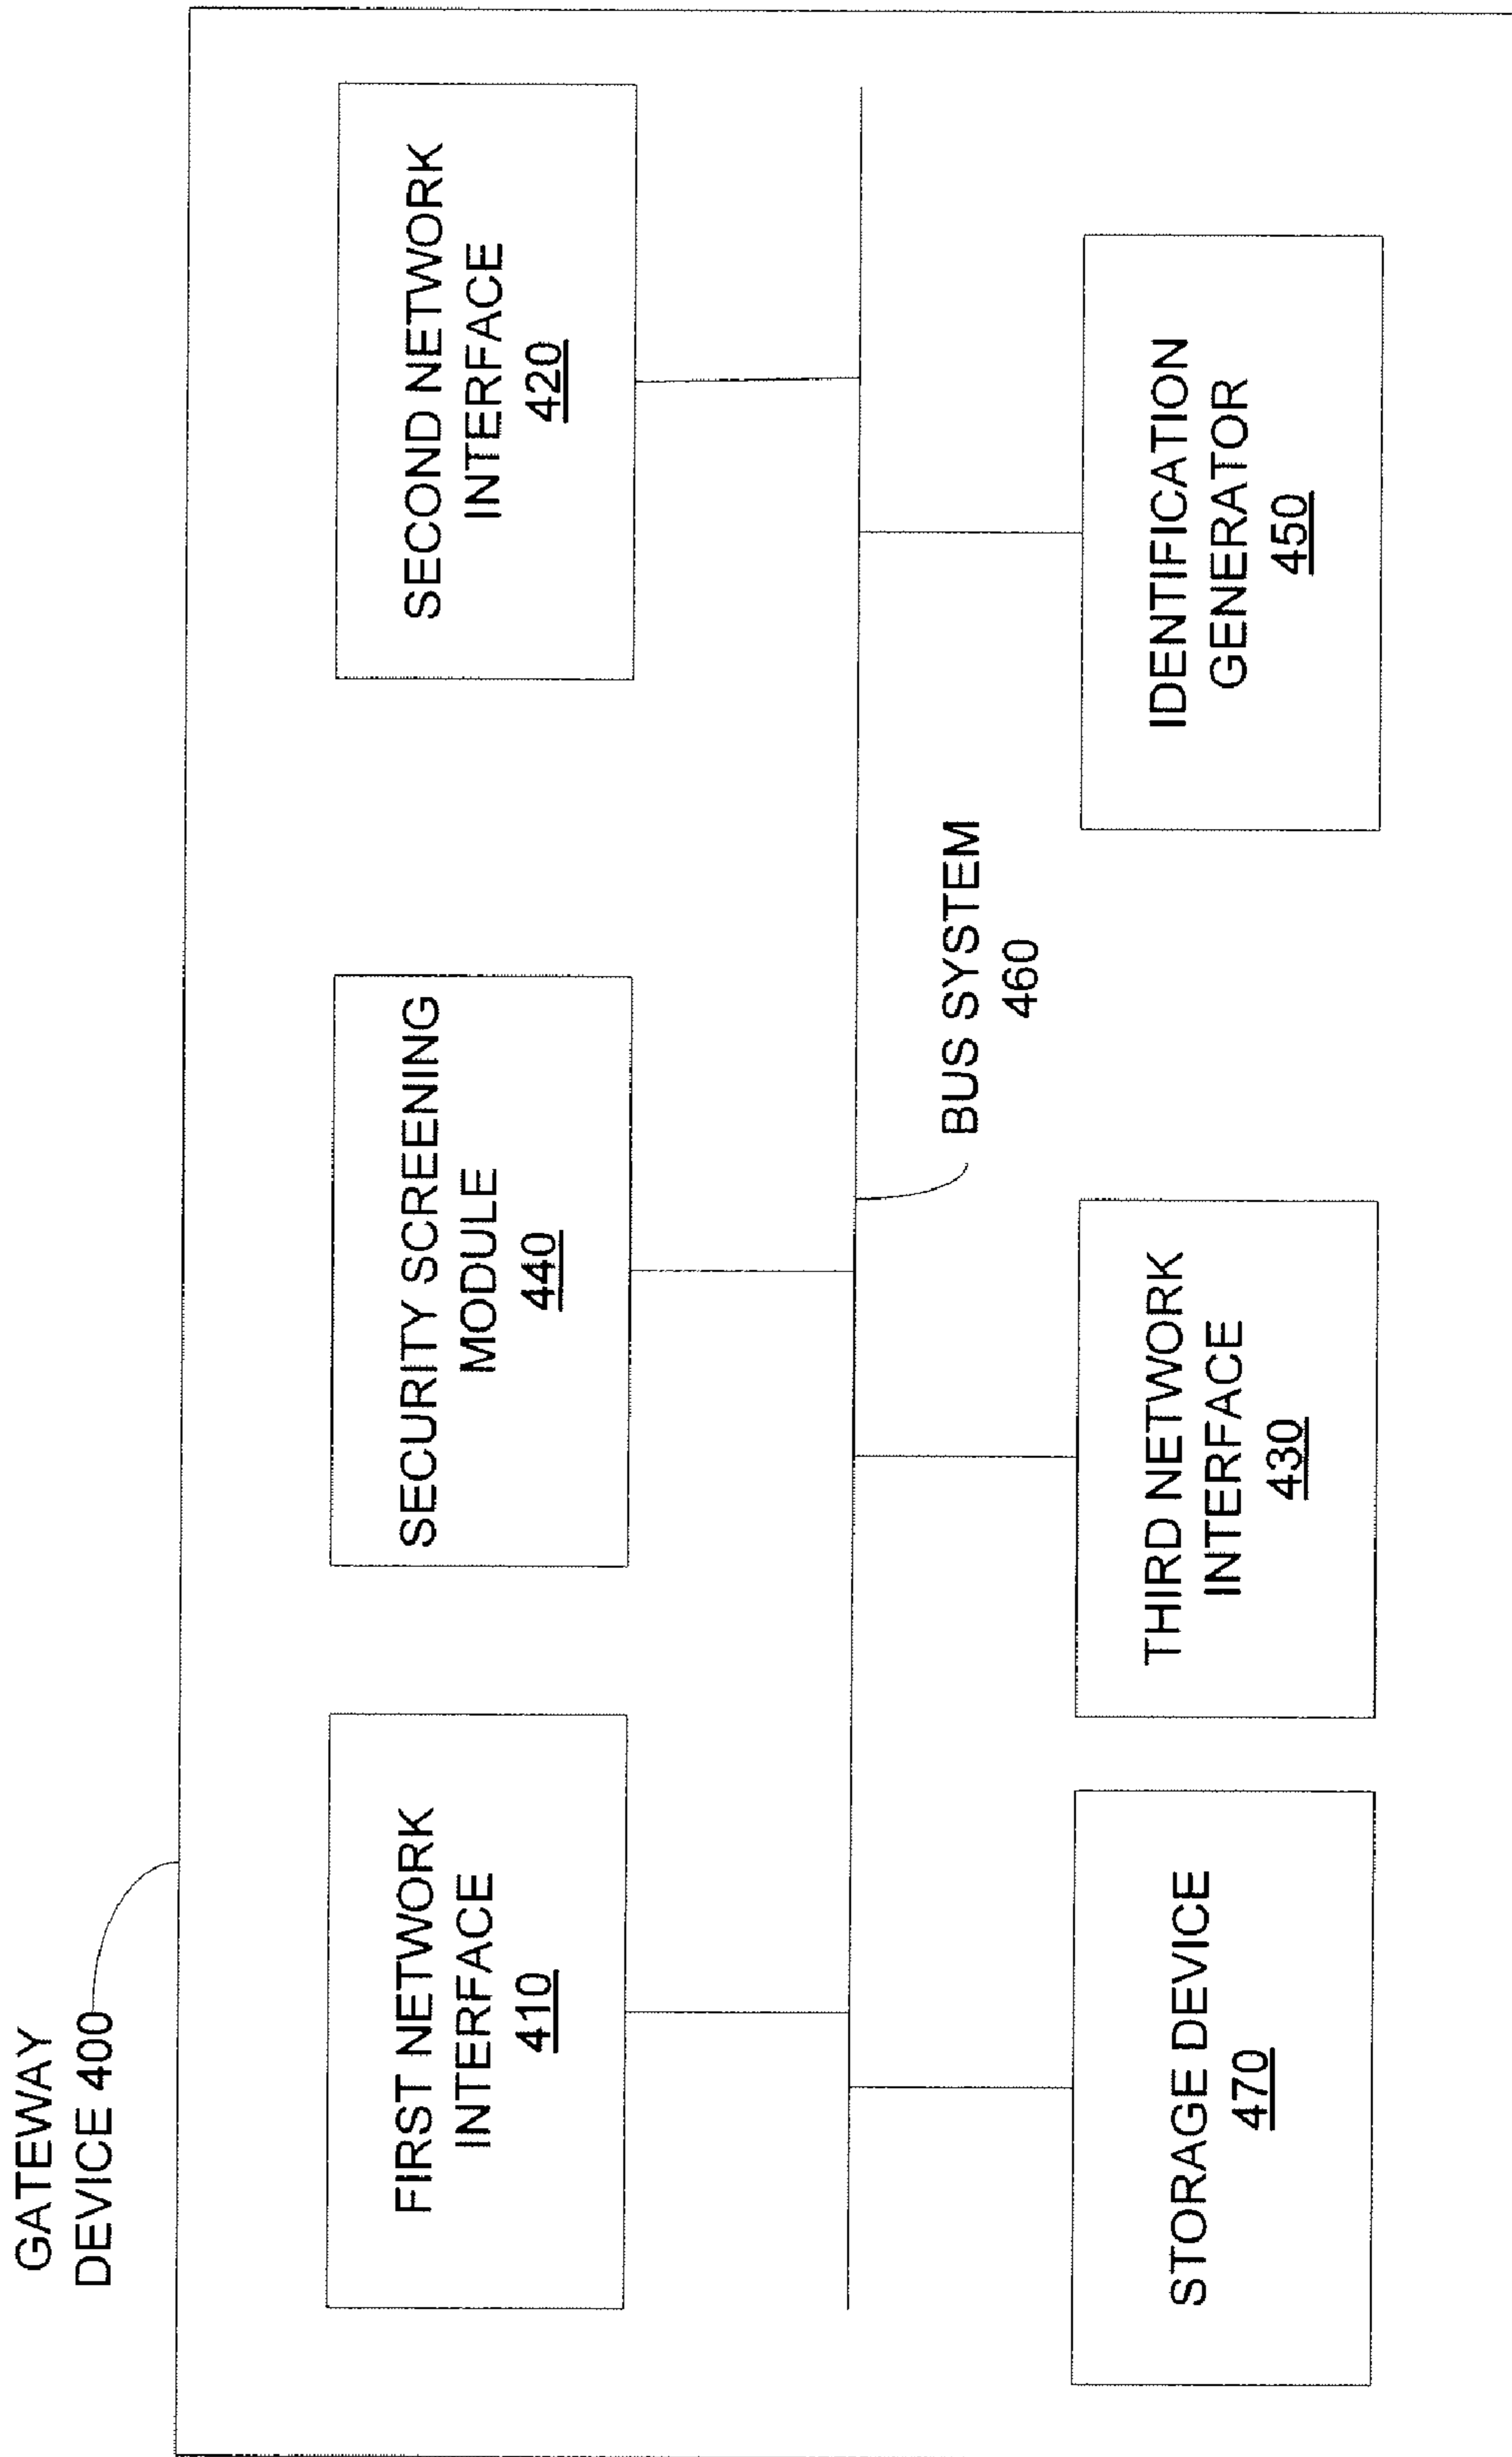 GATEWAY
DEVICE 400
FIRST NETWORK
INTERFACE
410
SECURITY SCREENING
MODULE
440
SECOND NETWORK
INTERFACE
420
BUS SYSTEM
460
STORAGE DEVICE
470
THIRD NETWORK
INTERFACE
430
IDENTIFICATION
GENERATOR
450